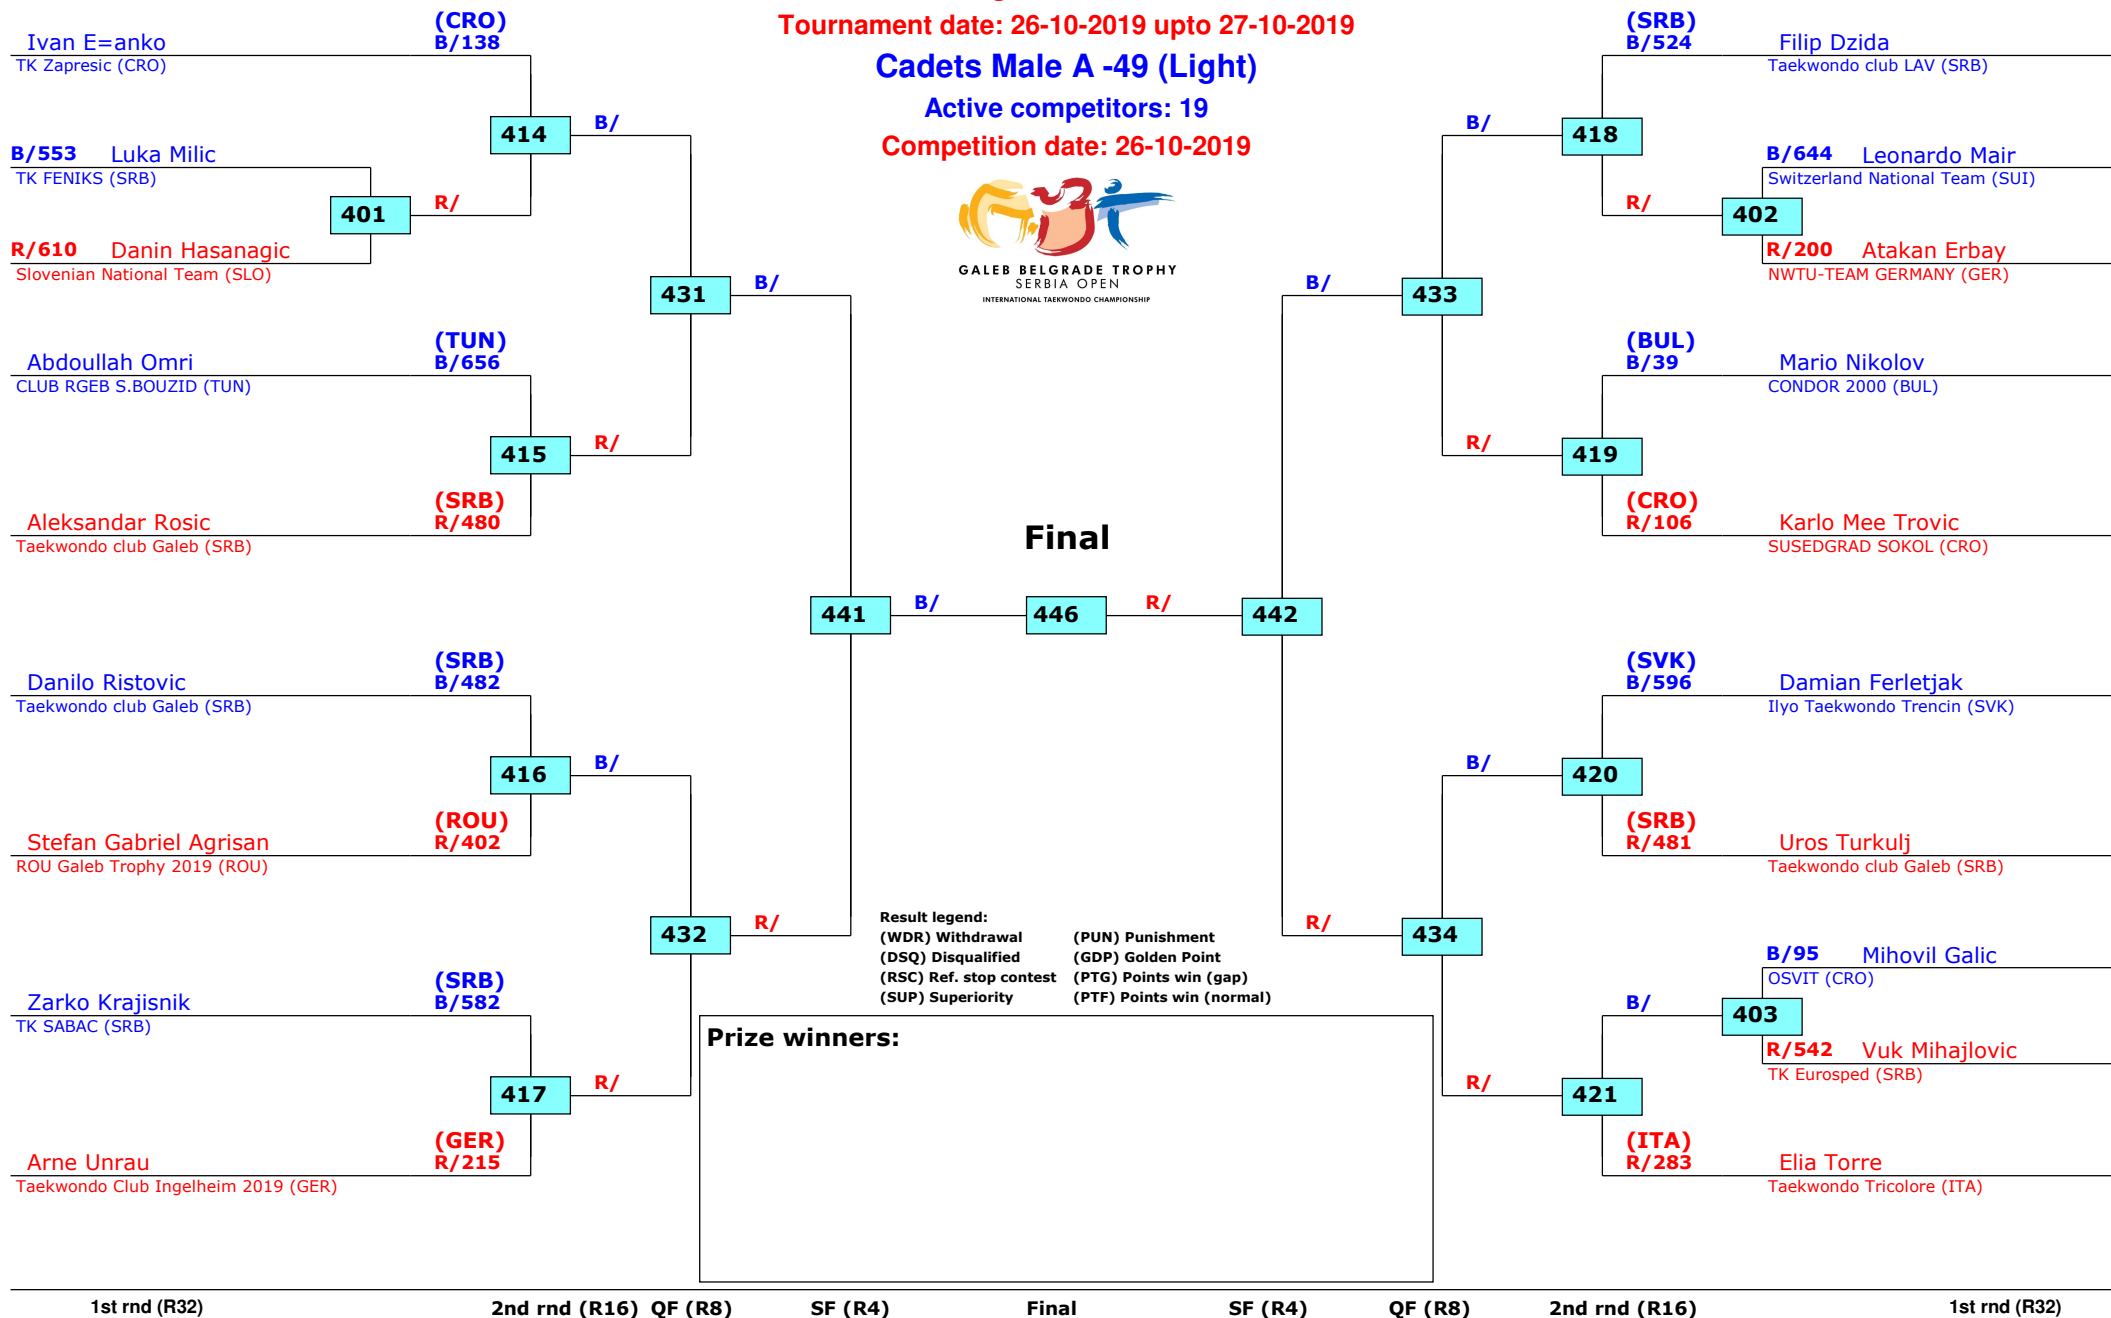 Tournament date: 26-10-2019 upto 27-10-2019
Cadets Male A -49 (Light)
Active competitors: 19
Competition date: 26-10-2019
GALEB BELGRADE TROPHY
SERBIA OPEN
INTERNATIONAL TAEKWONDO CHAMPIONSHIP
(CRO)
Ivan E=anko B/138
TK Zapresic (CRO)
414 B/
B/553 Luka Milic
TK FENIKS (SRB)
401 R/
R/610 Danin Hasanagic
Slovenian National Team (SLO)
431 B/
(TUN)
Abdoullah Omri B/656
CLUB RGEB S.BOUZID (TUN)
415 R/
(SRB)
Aleksandar Rosic R/480
Taekwondo club Galeb (SRB)
441 B/
(SRB)
Danilo Ristovic B/482
Taekwondo club Galeb (SRB)
416 B/
(ROU)
Stefan Gabriel Agrisan R/402
ROU Galeb Trophy 2019 (ROU)
432 R/
(SRB)
Zarko Krajisnik B/582
TK SABAC (SRB)
417 R/
(GER)
Arne Unrau R/215
Taekwondo Club Ingelheim 2019 (GER)
Final
446
(SRB)
B/524 Filip Dzida
Taekwondo club LAV (SRB)
B/ 418
B/644 Leonardo Mair
Switzerland National Team (SUI)
R/ 402
R/200 Atakan Erbay
NWTU-TEAM GERMANY (GER)
B/ 433
(BUL)
B/39 Mario Nikolov
CONDOR 2000 (BUL)
R/ 419
(CRO)
R/106 Karlo Mee Trovic
SUSEDGRAD SOKOL (CRO)
R/ 442
(SVK)
B/596 Damian Ferletjak
Ilyo Taekwondo Trencin (SVK)
B/ 420
(SRB)
R/481 Uros Turkulj
Taekwondo club Galeb (SRB)
R/ 434
B/95 Mihovil Galic
OSVIT (CRO)
B/ 403
R/542 Vuk Mihajlovic
TK Eurosped (SRB)
R/ 421
(ITA)
R/283 Elia Torre
Taekwondo Tricolore (ITA)
Result legend:
(WDR) Withdrawal (PUN) Punishment
(DSQ) Disqualified (GDP) Golden Point
(RSC) Ref. stop contest (PTG) Points win (gap)
(SUP) Superiority (PTF) Points win (normal)
Prize winners:
1st rnd (R32) 2nd rnd (R16) QF (R8) SF (R4) Final SF (R4) QF (R8) 2nd rnd (R16) 1st rnd (R32)